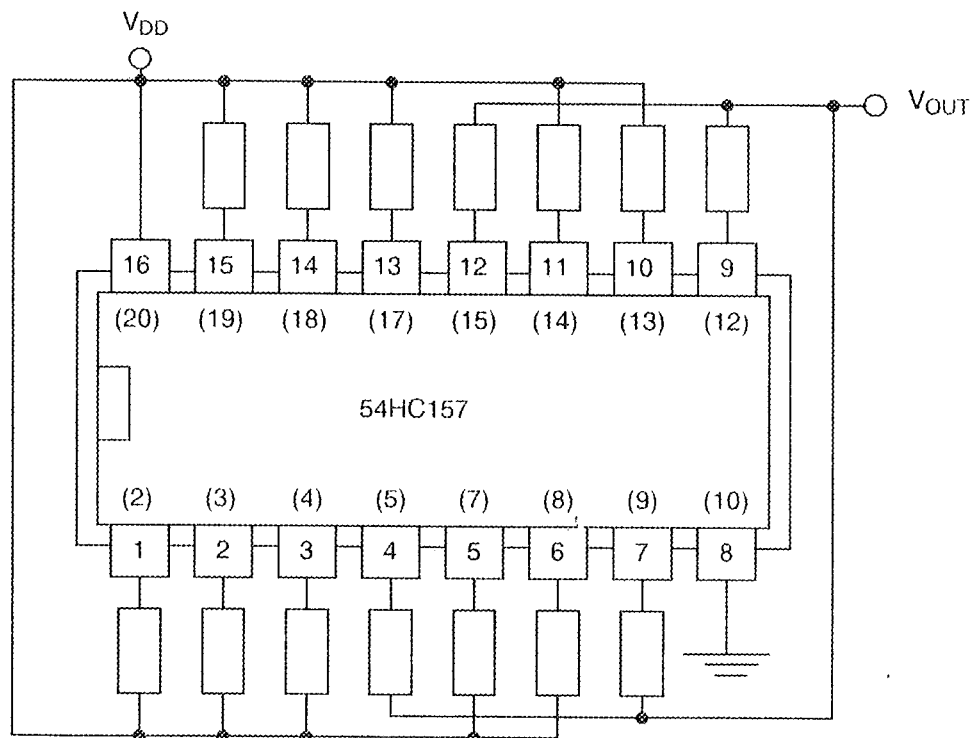 VDD
VOUT
16 15 14 13 12 11 10 9
(20) (19) (18) (17) (15) (14) (13) (12)
54HC157
(2) (3) (4) (5) (7) (8) (9) (10)
1 2 3 4 5 6 7 8